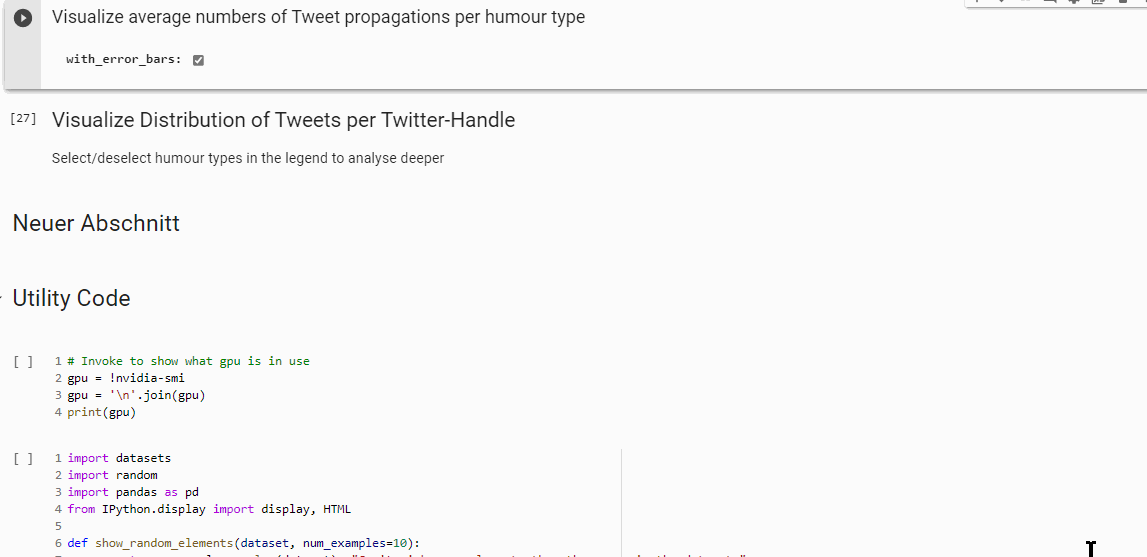 Visualize average numbers of Tweet propagations per humour type
with_error_bars:
[27] Visualize Distribution of Tweets per Twitter-Handle
Select/deselect humour types in the legend to analyse deeper
Neuer Abschnitt
Utility Code
[ ] 1 # Invoke to show what gpu is in use
2 gpu = !nvidia-smi
3 gpu = '\n'.join(gpu)
4 print(gpu)
[ ] 1 import datasets
2 import random
3 import pandas as pd
4 from IPython.display import display, HTML
5
6 def show_random_elements(dataset, num_examples=10):